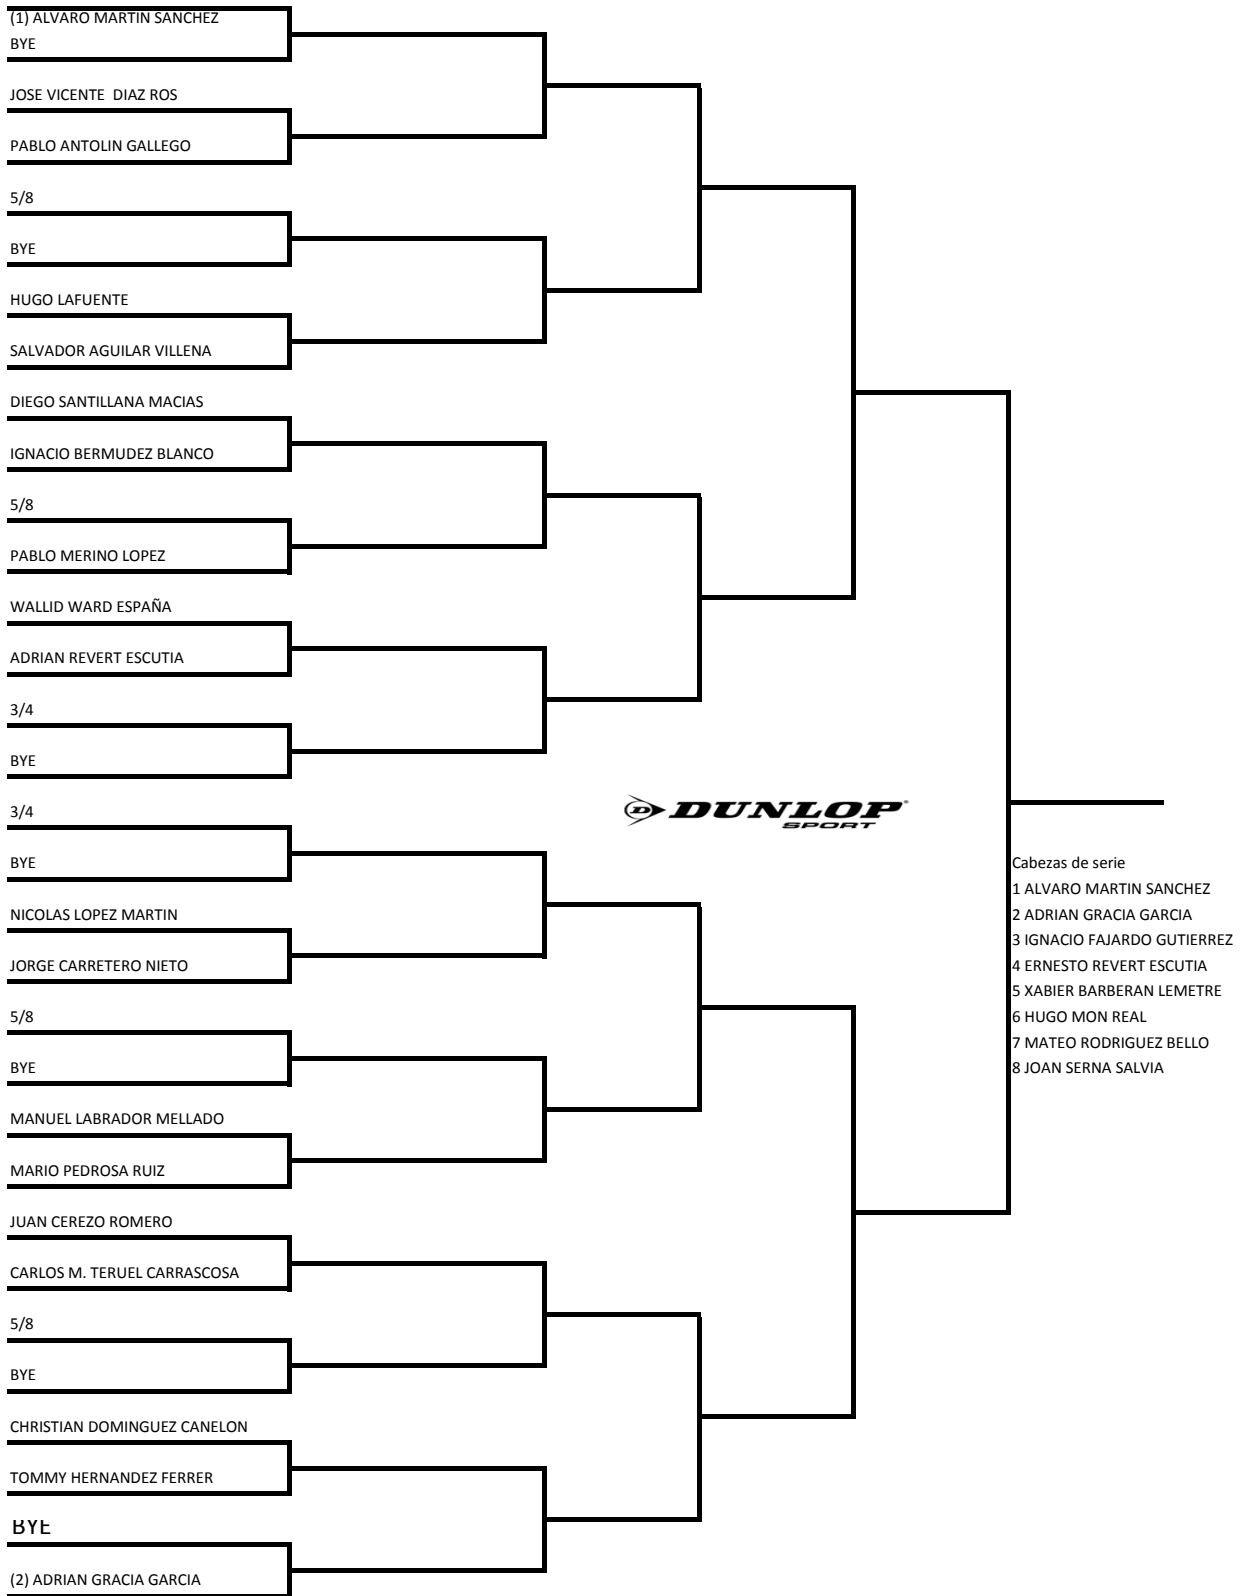 (1) ALVARO MARTIN SANCHEZ
BYE
JOSE VICENTE  DIAZ ROS
PABLO ANTOLIN GALLEGO
5/8
BYE
HUGO LAFUENTE
SALVADOR AGUILAR VILLENA
DIEGO SANTILLANA MACIAS
IGNACIO BERMUDEZ BLANCO
5/8
PABLO MERINO LOPEZ
WALLID WARD ESPAÑA
ADRIAN REVERT ESCUTIA
3/4
BYE
3/4
BYE
NICOLAS LOPEZ MARTIN
JORGE CARRETERO NIETO
5/8
BYE
MANUEL LABRADOR MELLADO
MARIO PEDROSA RUIZ
JUAN CEREZO ROMERO
CARLOS M. TERUEL CARRASCOSA
5/8
BYE
CHRISTIAN DOMINGUEZ CANELON
TOMMY HERNANDEZ FERRER
BYE
(2) ADRIAN GRACIA GARCIA
D DUNLOP
SPORT
Cabezas de serie
1 ALVARO MARTIN SANCHEZ
2 ADRIAN GRACIA GARCIA
3 IGNACIO FAJARDO GUTIERREZ
4 ERNESTO REVERT ESCUTIA
5 XABIER BARBERAN LEMETRE
6 HUGO MON REAL
7 MATEO RODRIGUEZ BELLO
8 JOAN SERNA SALVIA